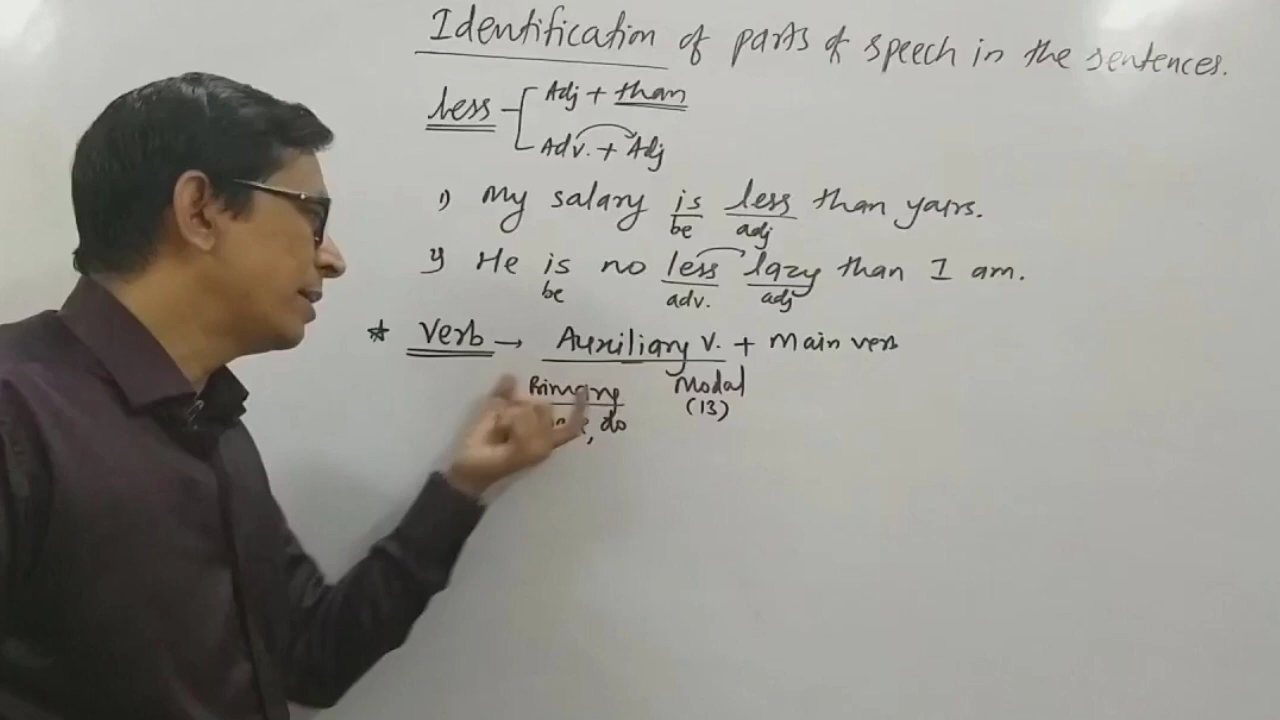 Identification of parts of speech in the sentences.
less Adj + than
Adv. + Adj
1) My salary is less than yours.
be adj
2) He is no less lazy than I am.
be adv. adj
* Verb → Auxiliary V. + Main verb
Primary Modal
(13)
, do